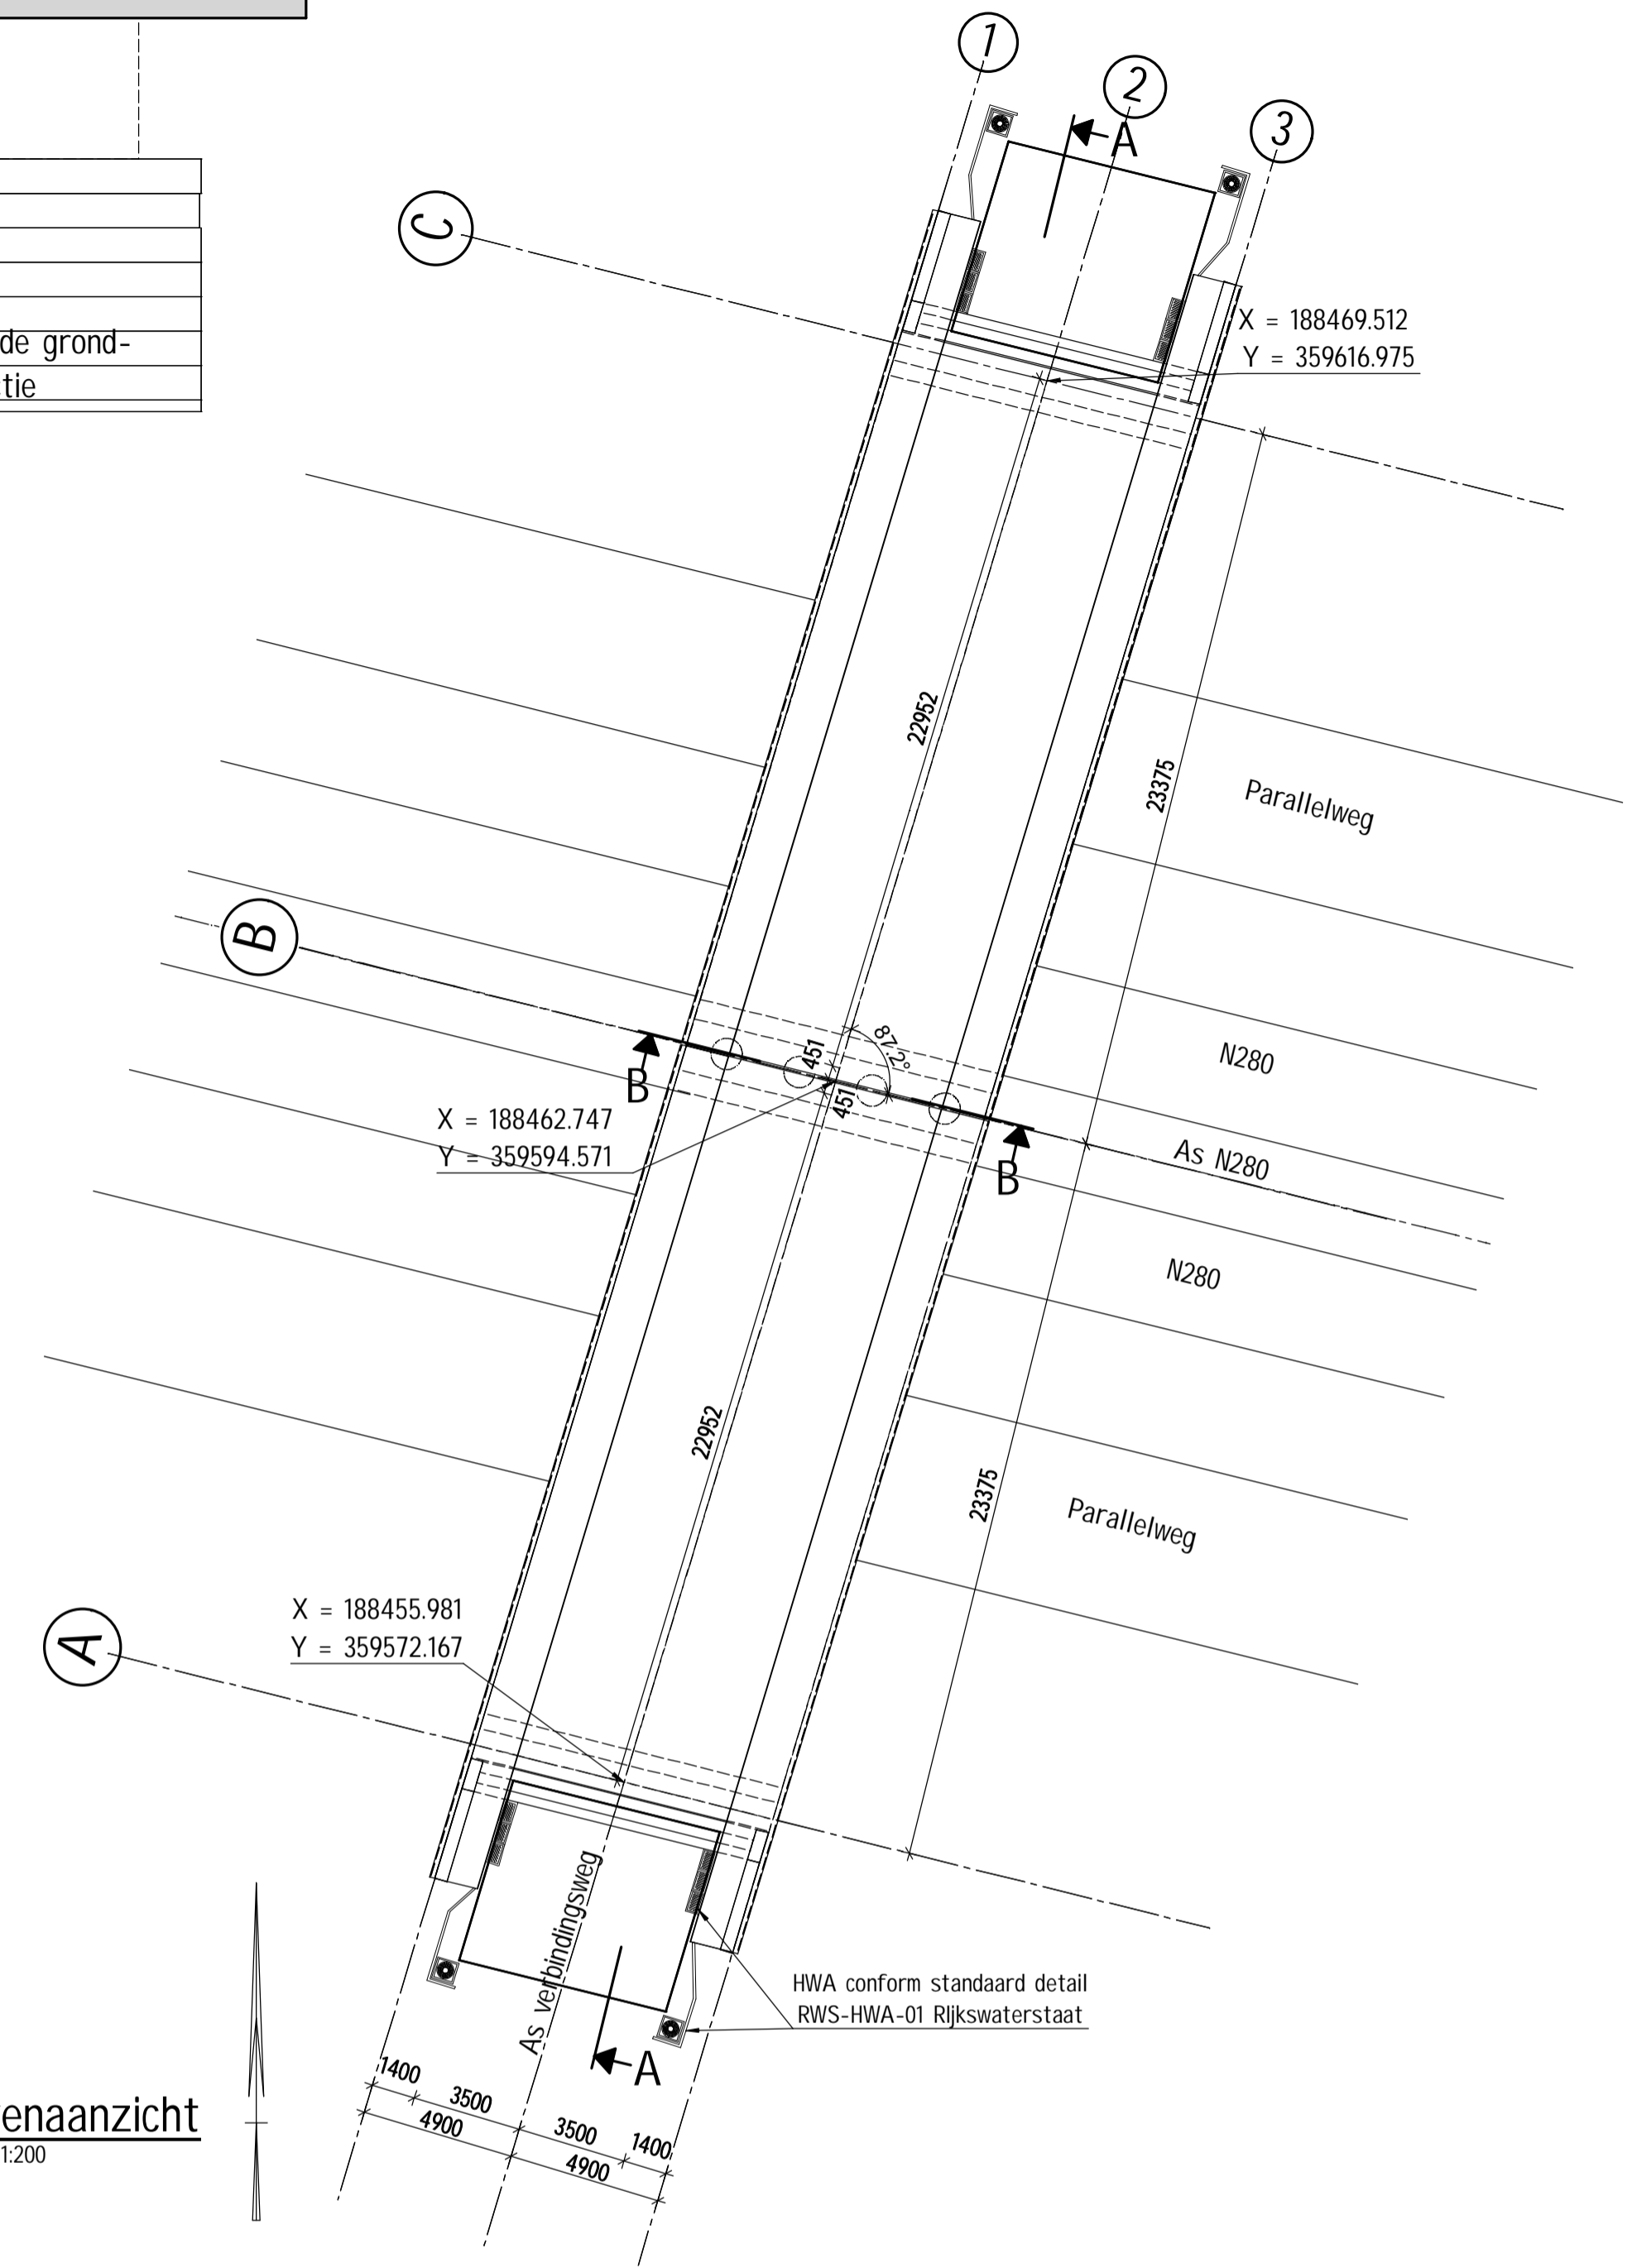 1
2
3
A
C
de grond-
tie
X = 188469.512
Y = 359616.975
22952
23375
Parallelweg
B
87.2°
451
451
B
N280
X = 188462.747
Y = 359594.571
As N280
B
N280
22952
23375
Parallelweg
X = 188455.981
Y = 359572.167
A
As verbindingsweg
HWA conform standaard detail
RWS-HWA-01 RIjkswaterstaat
A
1400
3500
4900
3500
1400
4900
enaanzicht
1:200